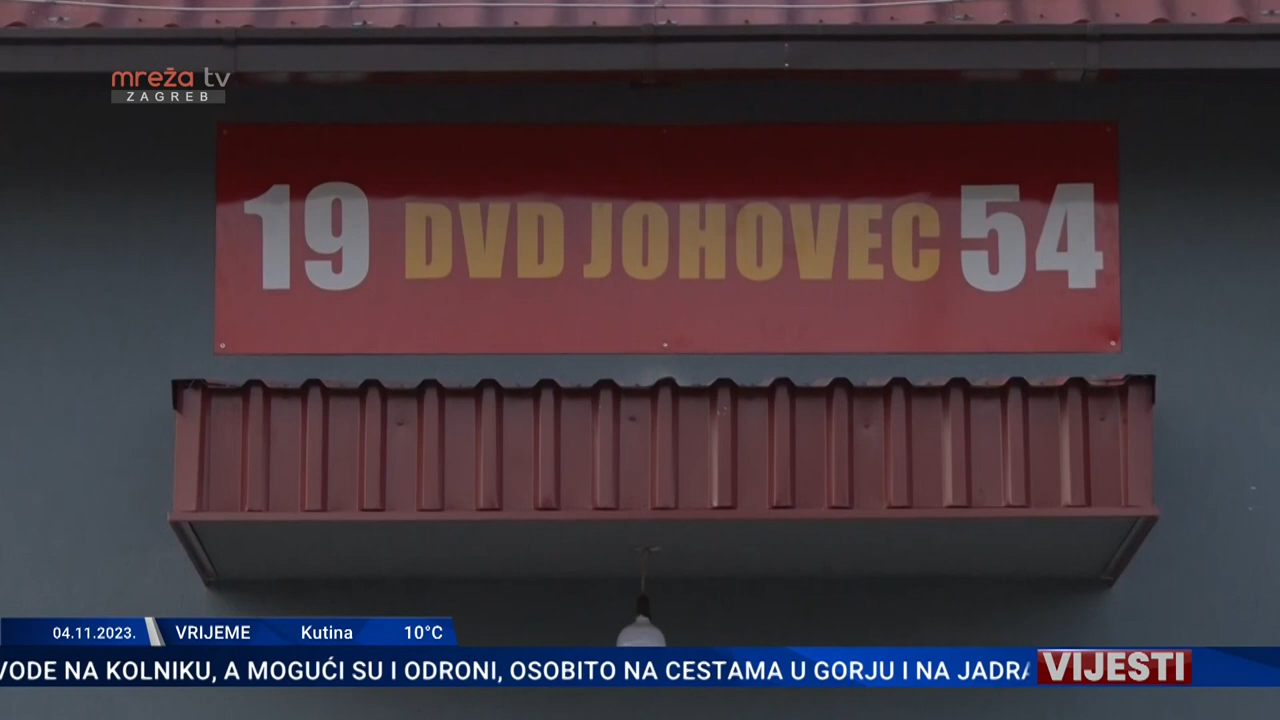 mreža tv
ZAGREB
19 DVD JOHOVEC 54
04.11.2023. VRIJEME Kutina 10°C
VODE NA KOLNIKU, A MOGUĆI SU I ODRONI, OSOBITO NA CESTAMA U GORJU I NA JADRA
VIJESTI